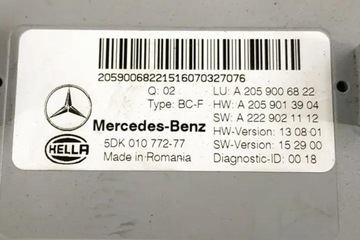 20590068221516070327076
Q: 02 LU: A 205 900 68 22
Type: BC-F HW: A 205 901 39 04
SW: A 222 902 11 12
Mercedes-Benz HW-Version: 13 08 01
HELLA 5DK 010 772-77 SW-Version: 15 29 00
Made in Romania Diagnostic-ID: 00 18